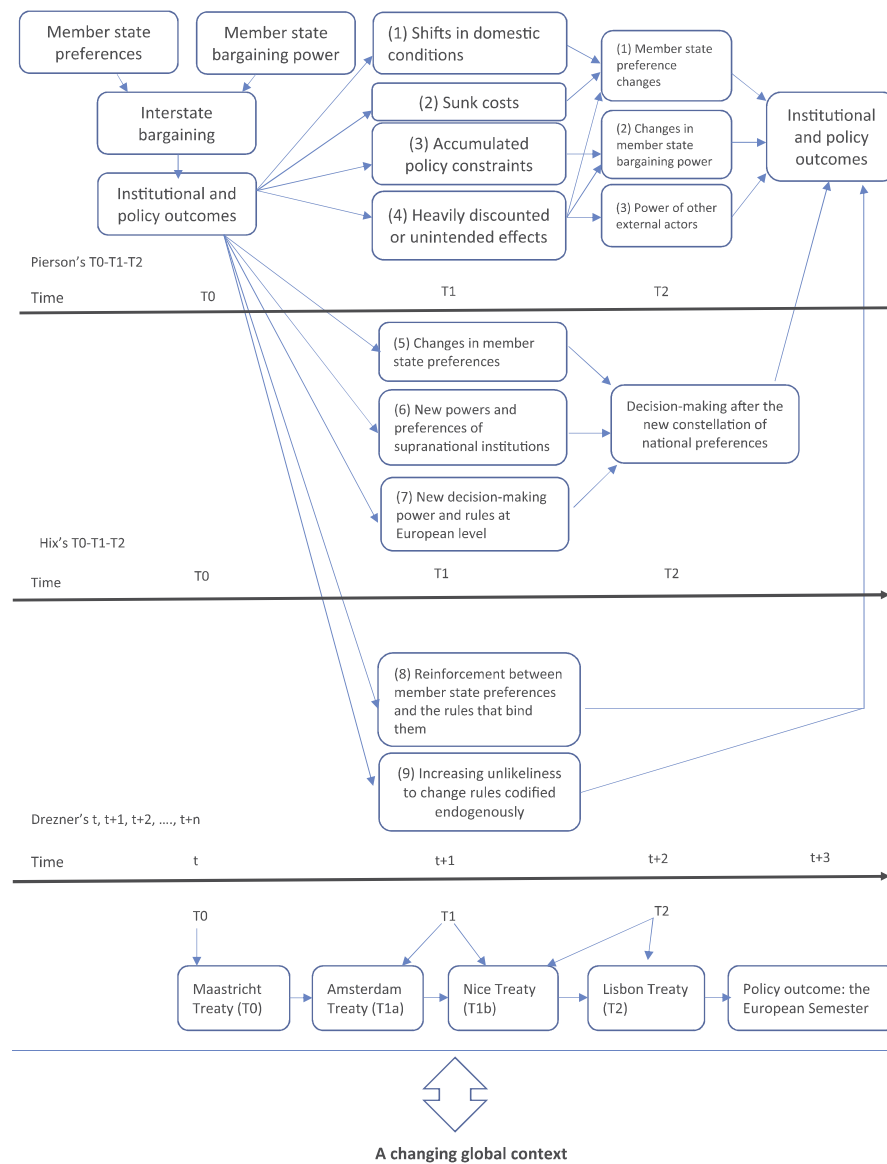 Member state
preferences
Member state
bargaining power
Interstate
bargaining
Institutional and
policy outcomes
(1) Shifts in domestic
conditions
(2) Sunk costs
(3) Accumulated
policy constraints
(4) Heavily discounted
or unintended effects
(1) Member state
preference
changes
(2) Changes in
member state
bargaining power
(3) Power of other
external actors
Institutional
and policy
outcomes
Pierson's T0-T1-T2
Time
T0
T1
T2
(5) Changes in member
state preferences
(6) New powers and
preferences of
supranational institutions
(7) New decision-making
power and rules at
European level
Decision-making after the
new constellation of
national preferences
Hix's T0-T1-T2
Time
T0
T1
T2
(8) Reinforcement between
member state preferences
and the rules that bind
them
(9) Increasing unlikeliness
to change rules codified
endogenously
Drezner's t, t+1, t+2, ...., t+n
Time
t
t+1
t+2
t+3
T0
T1
T2
Maastricht
Treaty (T0)
Amsterdam
Treaty (T1a)
Nice Treaty
(T1b)
Lisbon Treaty
(T2)
Policy outcome: the
European Semester
A changing global context